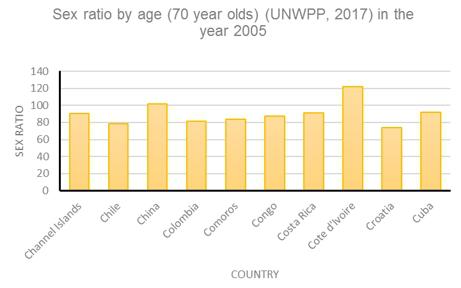 Sex ratio by age (70 year olds) (UNWPP, 2017) in the
year 2005
140
120
100
80
60
40
20
0
SEX RATIO
Channel Islands
Chile
China
Colombia
Comoros
Congo
Costa Rica
Cote d'Ivoire
Croatia
Cuba
COUNTRY